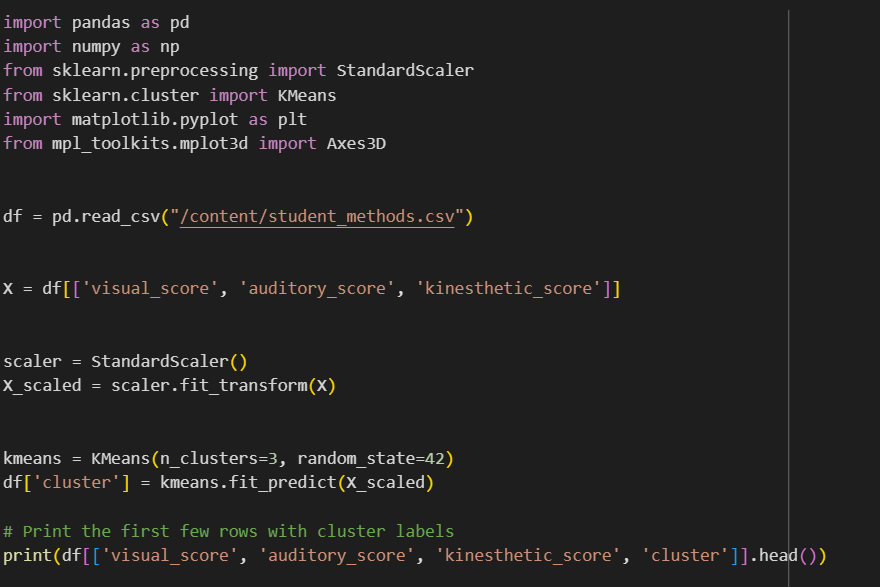 import pandas as pd
import numpy as np
from sklearn.preprocessing import StandardScaler
from sklearn.cluster import KMeans
import matplotlib.pyplot as plt
from mpl_toolkits.mplot3d import Axes3D
df = pd.read_csv("/content/student_methods.csv")
X = df[['visual_score', 'auditory_score', 'kinesthetic_score']]
scaler = StandardScaler()
X_scaled = scaler.fit_transform(X)
kmeans = KMeans(n_clusters=3, random_state=42)
df['cluster'] = kmeans.fit_predict(X_scaled)
# Print the first few rows with cluster labels
print(df[['visual_score', 'auditory_score', 'kinesthetic_score', 'cluster']].head())